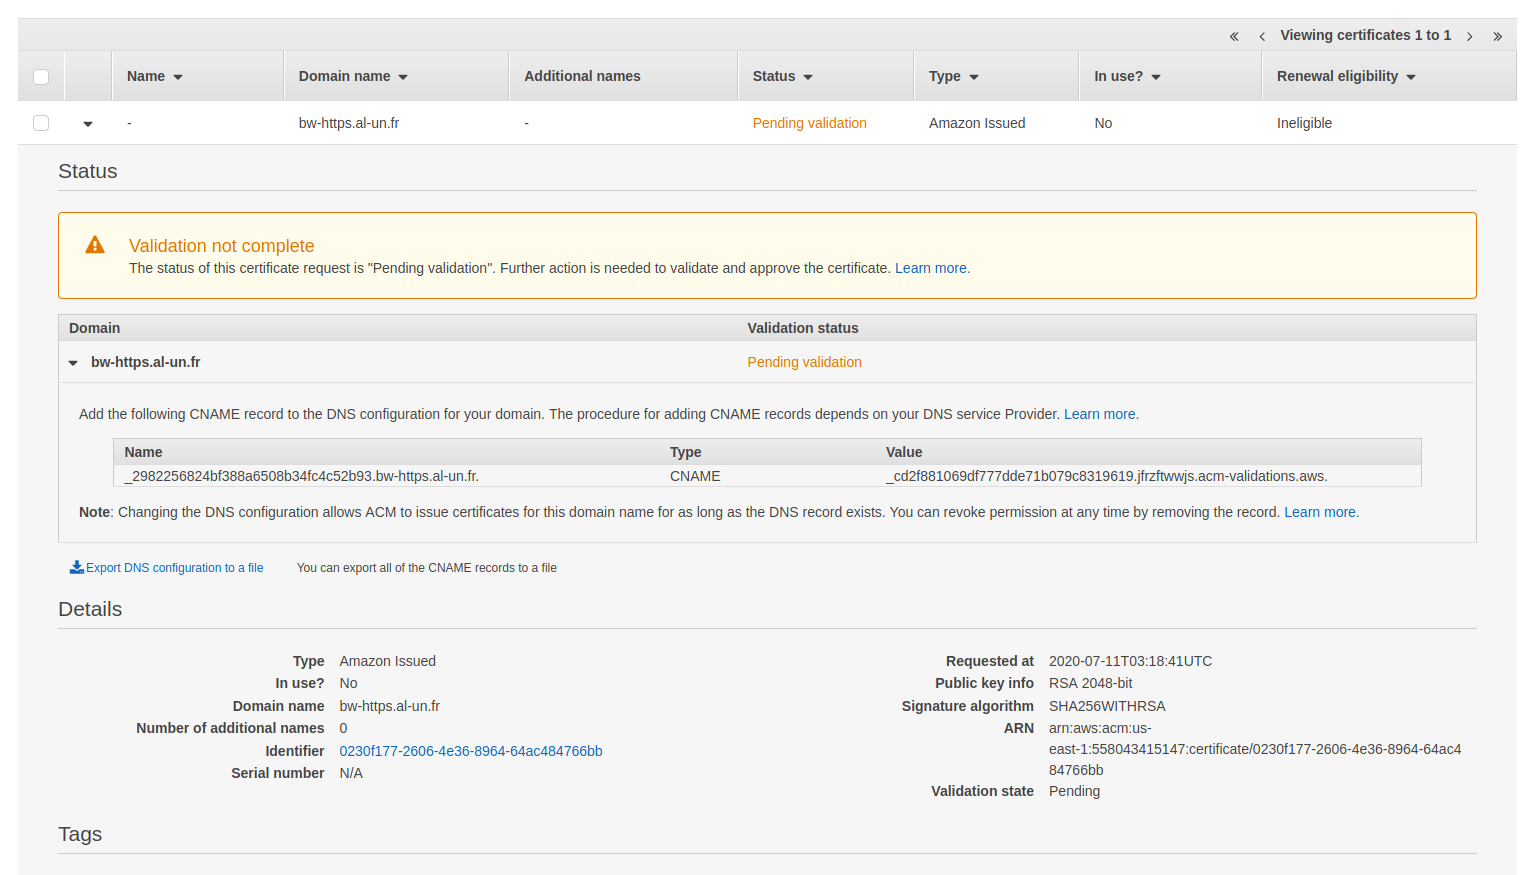 « ‹ Viewing certificates 1 to 1 › »
Name Domain name Additional names Status Type In use? Renewal eligibility
- bw-https.al-un.fr - Pending validation Amazon Issued No Ineligible
Status
Validation not complete
The status of this certificate request is "Pending validation". Further action is needed to validate and approve the certificate. Learn more.
Domain Validation status
bw-https.al-un.fr Pending validation
Add the following CNAME record to the DNS configuration for your domain. The procedure for adding CNAME records depends on your DNS service Provider. Learn more.
Name Type Value
_2982256824bf388a6508b34fc4c52b93.bw-https.al-un.fr. CNAME _cd2f881069df777dde71b079c8319619.jfrzftwwjs.acm-validations.aws.
Note: Changing the DNS configuration allows ACM to issue certificates for this domain name for as long as the DNS record exists. You can revoke permission at any time by removing the record. Learn more.
Export DNS configuration to a file You can export all of the CNAME records to a file
Details
Type Amazon Issued
In use? No
Domain name bw-https.al-un.fr
Number of additional names 0
Identifier 0230f177-2606-4e36-8964-64ac484766bb
Serial number N/A
Requested at 2020-07-11T03:18:41UTC
Public key info RSA 2048-bit
Signature algorithm SHA256WITHRSA
ARN arn:aws:acm:us-
east-1:558043415147:certificate/0230f177-2606-4e36-8964-64ac4
84766bb
Validation state Pending
Tags